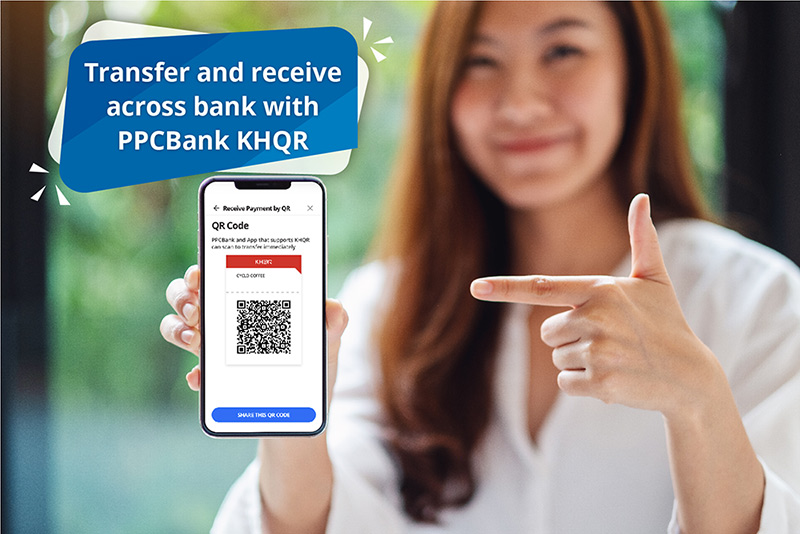 Transfer and receive
across bank with
PPCBank KHQR
Receive Payment by QR
QR Code
PPCBank and App that supports KHQR
can scan to transfer immediately
KHQR
CYCLO COFFEE
SHARE THIS QR CODE